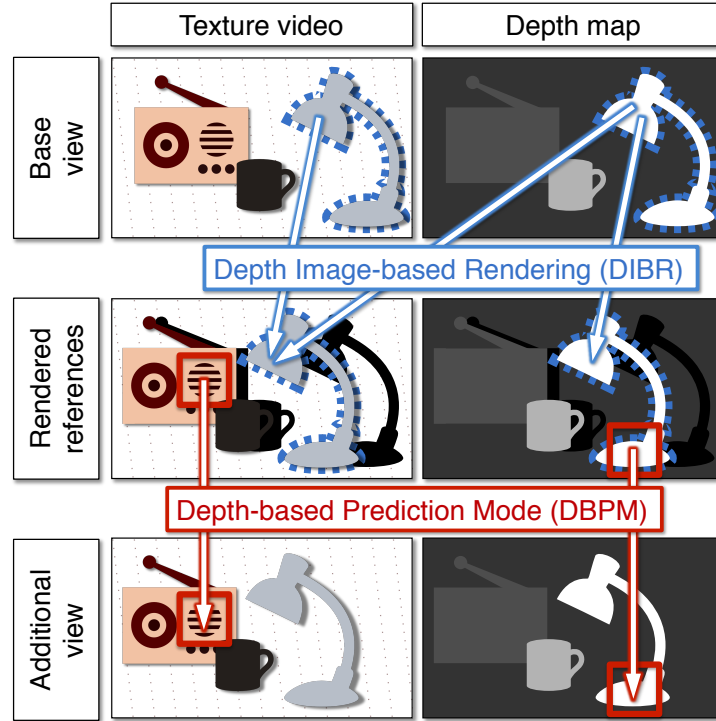 Texture video
Depth map
Base
view
Depth Image-based Rendering (DIBR)
Rendered
references
Depth-based Prediction Mode (DBPM)
Additional
view